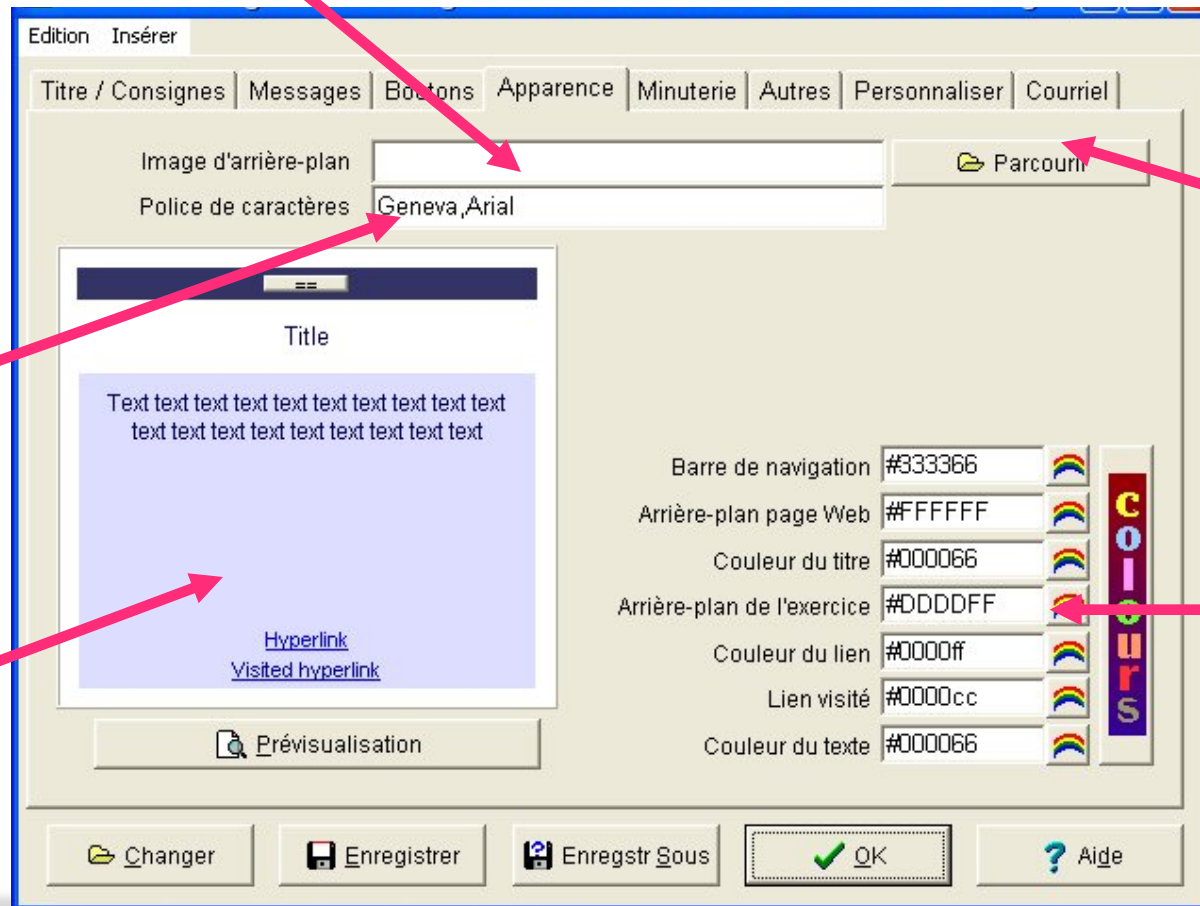 Edition Insérer
Titre / Consignes Messages Boutons Apparence Minuterie Autres Personnaliser Courriel
Image d'arrière-plan Parcourir
Police de caractères Geneva,Arial
==
Title
Text text text text text text text text text text
text text text text text text text text text
Hyperlink
Visited hyperlink
Prévisualisation
Barre de navigation #333366
Arrière-plan page Web #FFFFFF
Couleur du titre #000066
Arrière-plan de l'exercice #DDDDFF
Couleur du lien #0000ff
Lien visité #0000cc
Couleur du texte #000066
Colours
Changer Enregistrer Enregstr Sous OK Aide